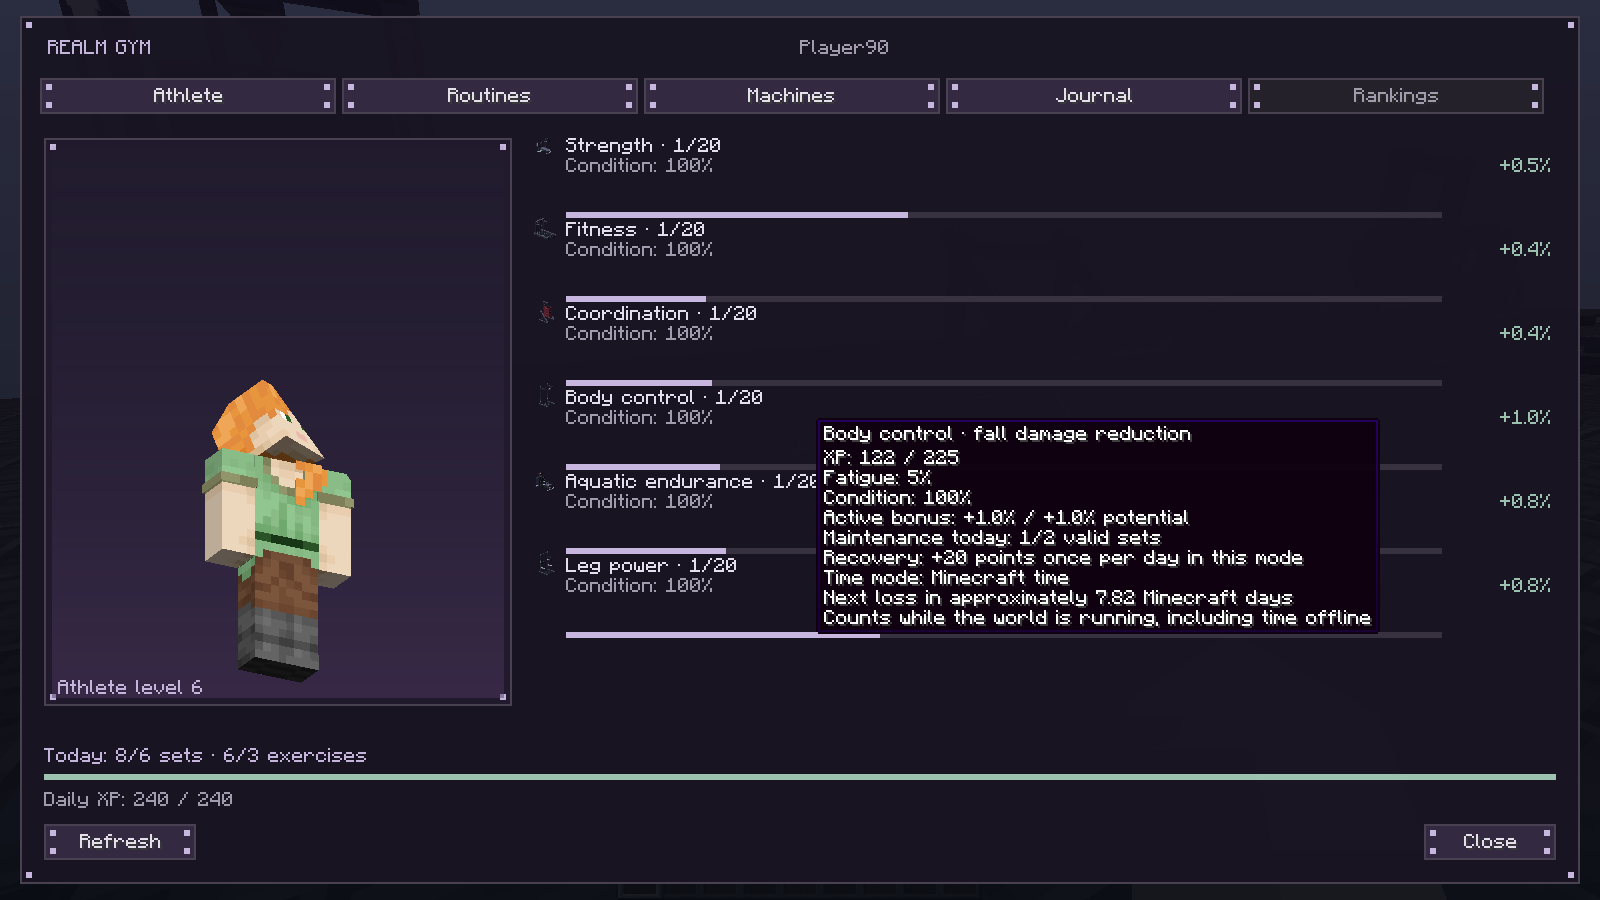 REALM GYM
Player90
Athlete
Routines
Machines
Journal
Rankings
Strength · 1/20
Condition: 100%
+0.5%
Fitness · 1/20
Condition: 100%
+0.4%
Coordination · 1/20
Condition: 100%
+0.4%
Body control · 1/20
Condition: 100%
+1.0%
Body control · fall damage reduction
XP: 122 / 225
Fatigue: 5%
Condition: 100%
Active bonus: +1.0% / +1.0% potential
Maintenance today: 1/2 valid sets
Recovery: +20 points once per day in this mode
Time mode: Minecraft time
Next loss in approximately 7.82 Minecraft days
Counts while the world is running, including time offline
Aquatic endurance · 1/20
Condition: 100%
+0.8%
Leg power · 1/20
Condition: 100%
+0.8%
Athlete level 6
Today: 8/6 sets · 6/3 exercises
Daily XP: 240 / 240
Refresh
Close